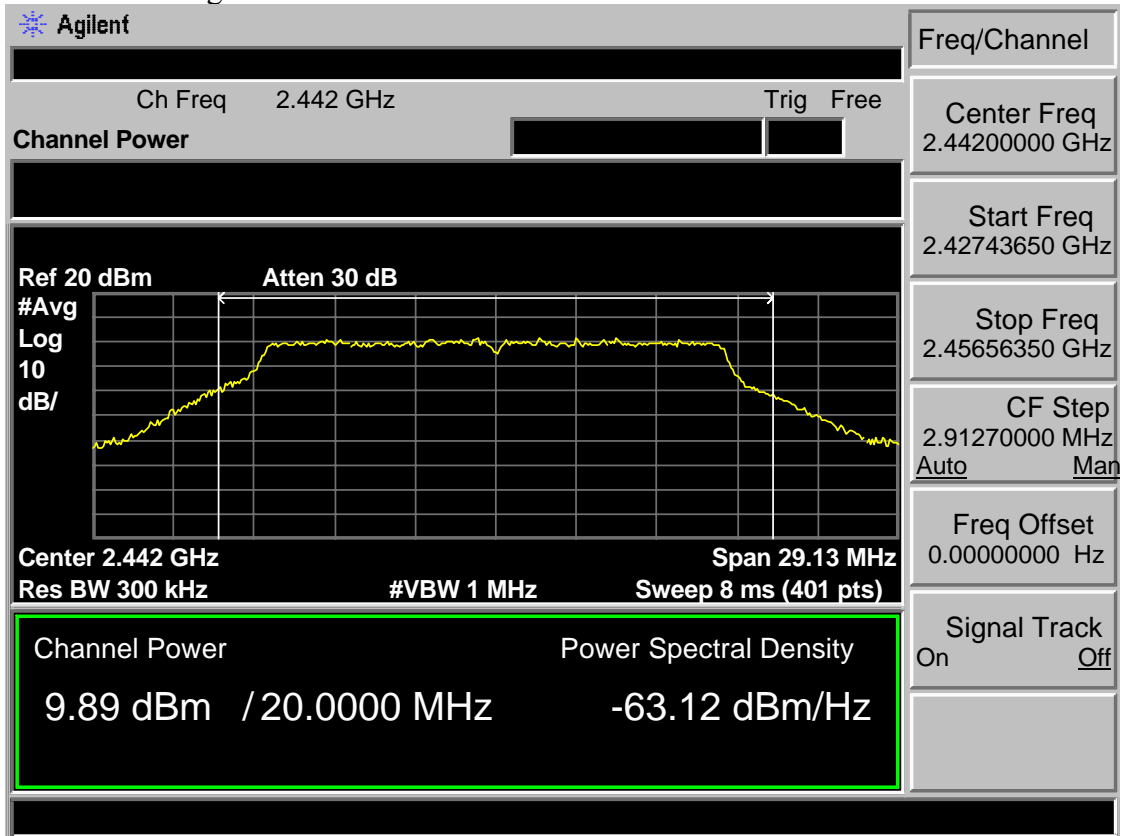 Agilent
Freq/Channel
Ch Freq 2.442 GHz Trig Free
Channel Power
Center Freq
2.44200000 GHz
Start Freq
2.42743650 GHz
Stop Freq
2.45656350 GHz
CF Step
2.91270000 MHz
Auto Man
Freq Offset
0.00000000 Hz
Signal Track
On Off
Ref 20 dBm Atten 30 dB
#Avg
Log
10
dB/
Center 2.442 GHz Span 29.13 MHz
Res BW 300 kHz #VBW 1 MHz Sweep 8 ms (401 pts)
Channel Power Power Spectral Density
9.89 dBm / 20.0000 MHz -63.12 dBm/Hz